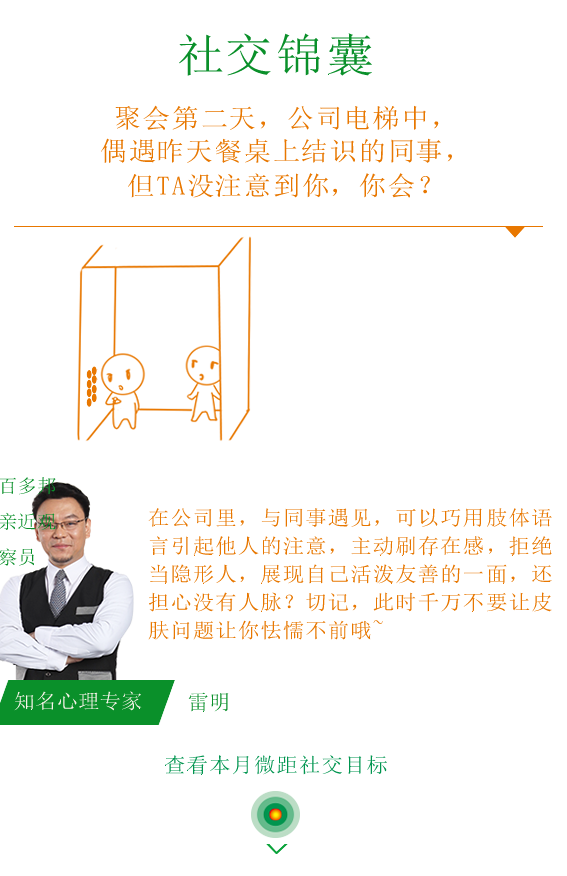 社交锦囊
聚会第二天，公司电梯中，
偶遇昨天餐桌上结识的同事，
但TA没注意到你，你会？
百多邦
亲近观
察员
在公司里，与同事遇见，可以巧用肢体语
言引起他人的注意，主动刷存在感，拒绝
当隐形人，展现自己活泼友善的一面，还
担心没有人脉？切记，此时千万不要让皮
肤问题让你怯懦不前哦~
知名心理专家 雷明
查看本月微距社交目标